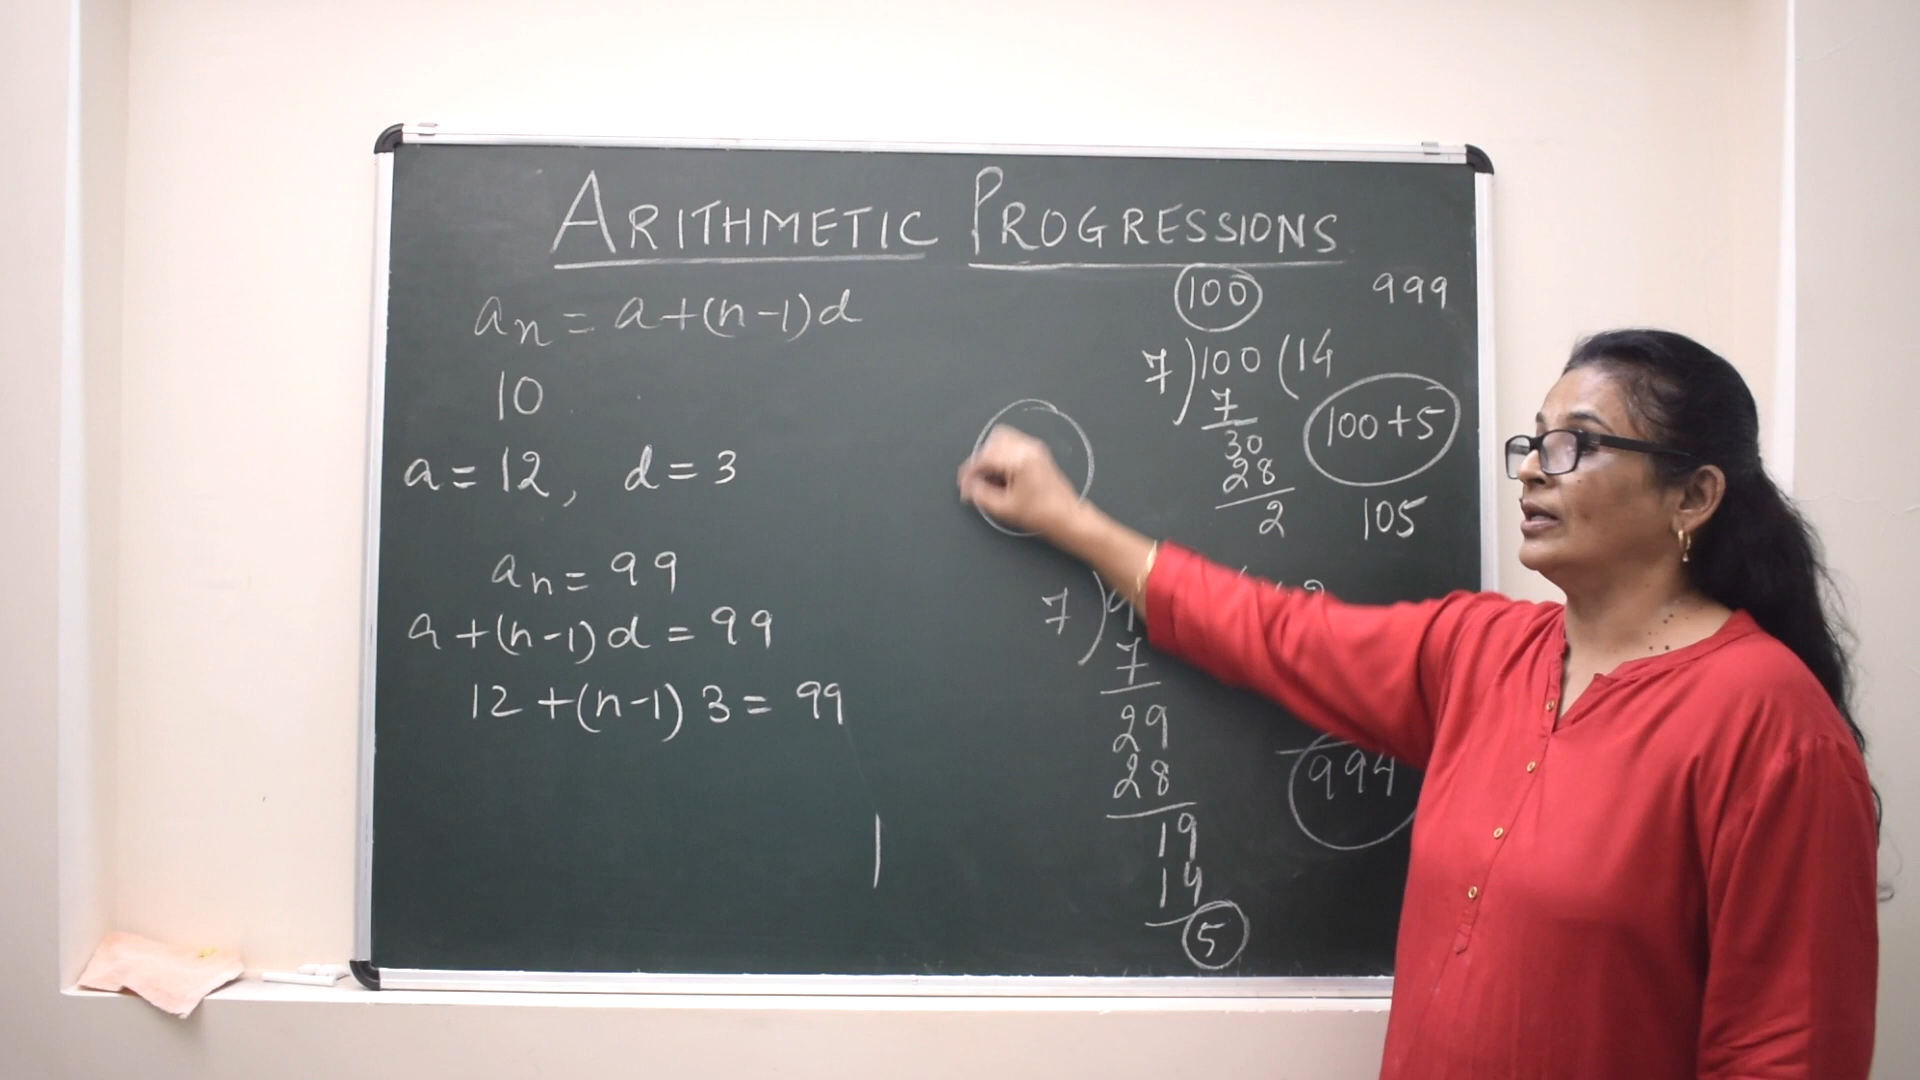 ARITHMETIC PROGRESSIONS
an = a+(n-1)d
10
a = 12, d = 3
an = 99
a+(n-1)d = 99
12+(n-1)3 = 99
100 999
7)100(14
7
30
28
2
100+5
105
7)9
7
29
28
19
14
5
994